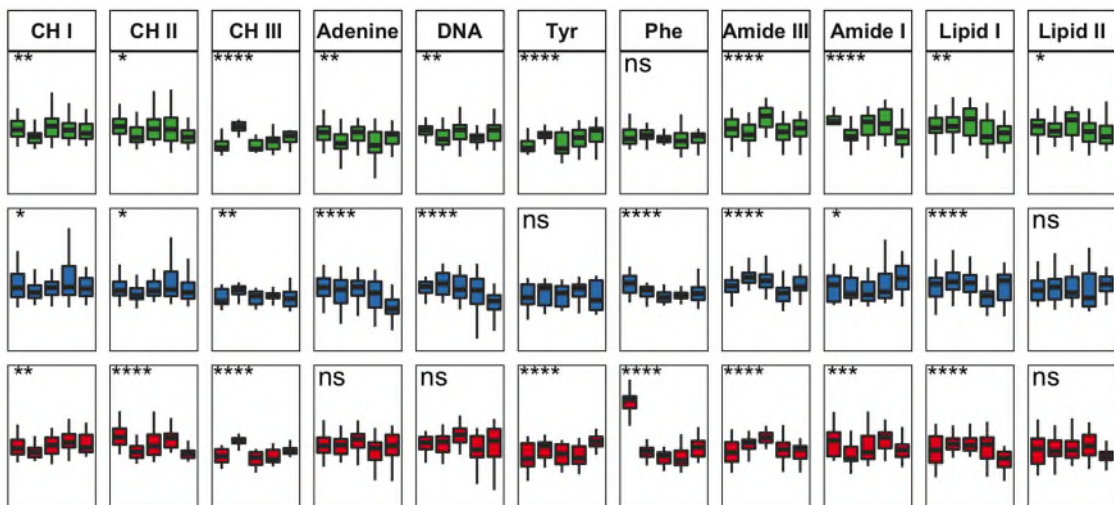 CH I CH II CH III Adenine DNA Tyr Phe Amide III Amide I Lipid I Lipid II
** * **** ** ** **** ns **** **** ** *
* * ** **** **** ns **** **** * **** ns
** **** **** ns ns **** **** **** *** **** ns